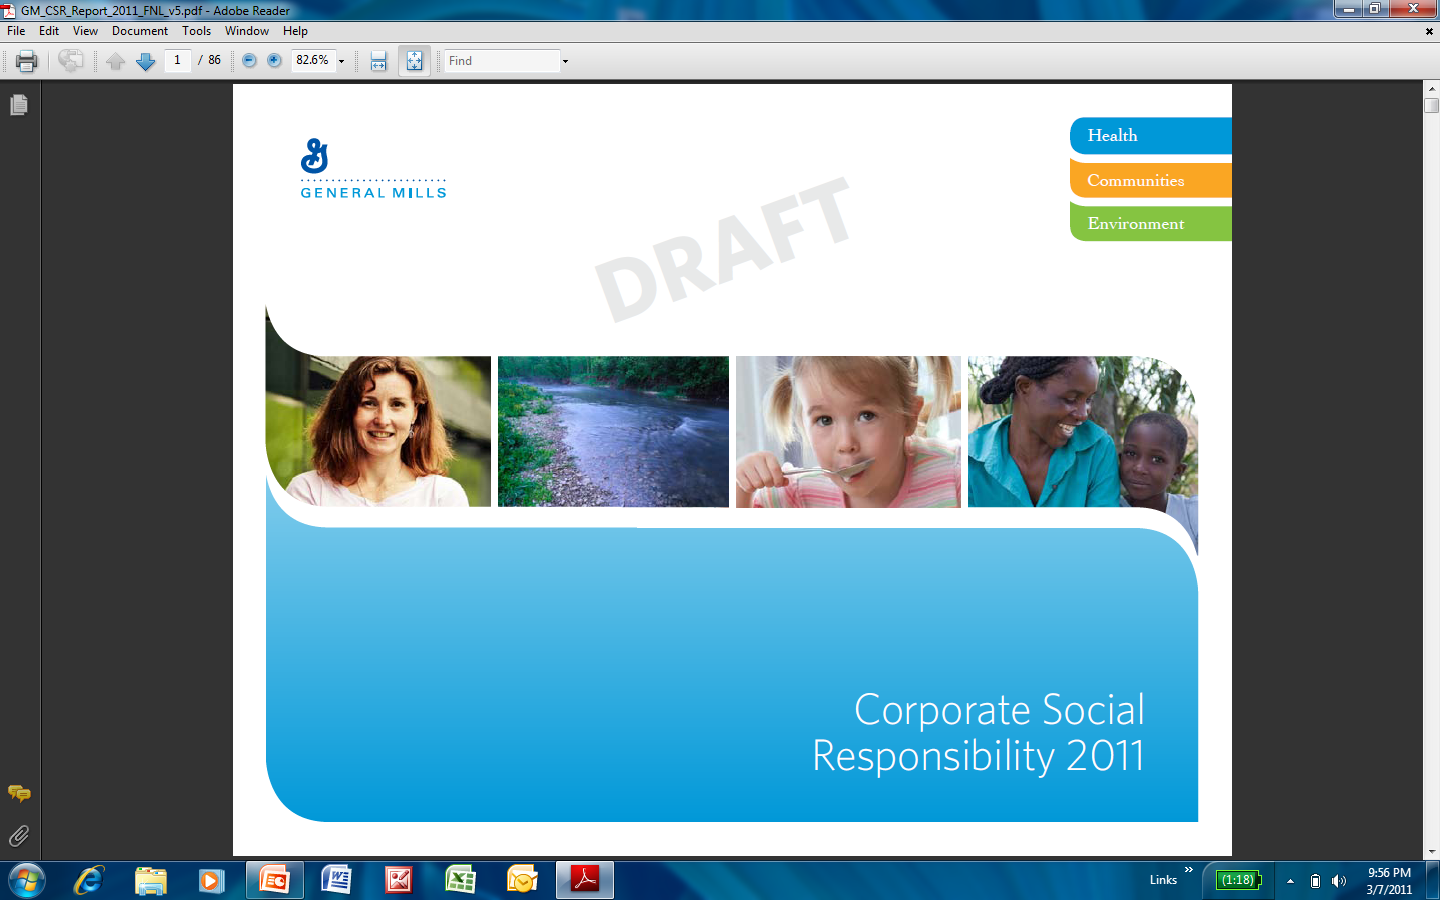 GM_CSR_Report_2011_FNL_v5.pdf - Adobe Reader
File Edit View Document Tools Window Help
1 / 86 82.6% Find
Health
GENERAL MILLS
Communities
Environment
DRAFT
Corporate Social
Responsibility 2011
Links » (1:18) 9:56 PM
3/7/2011